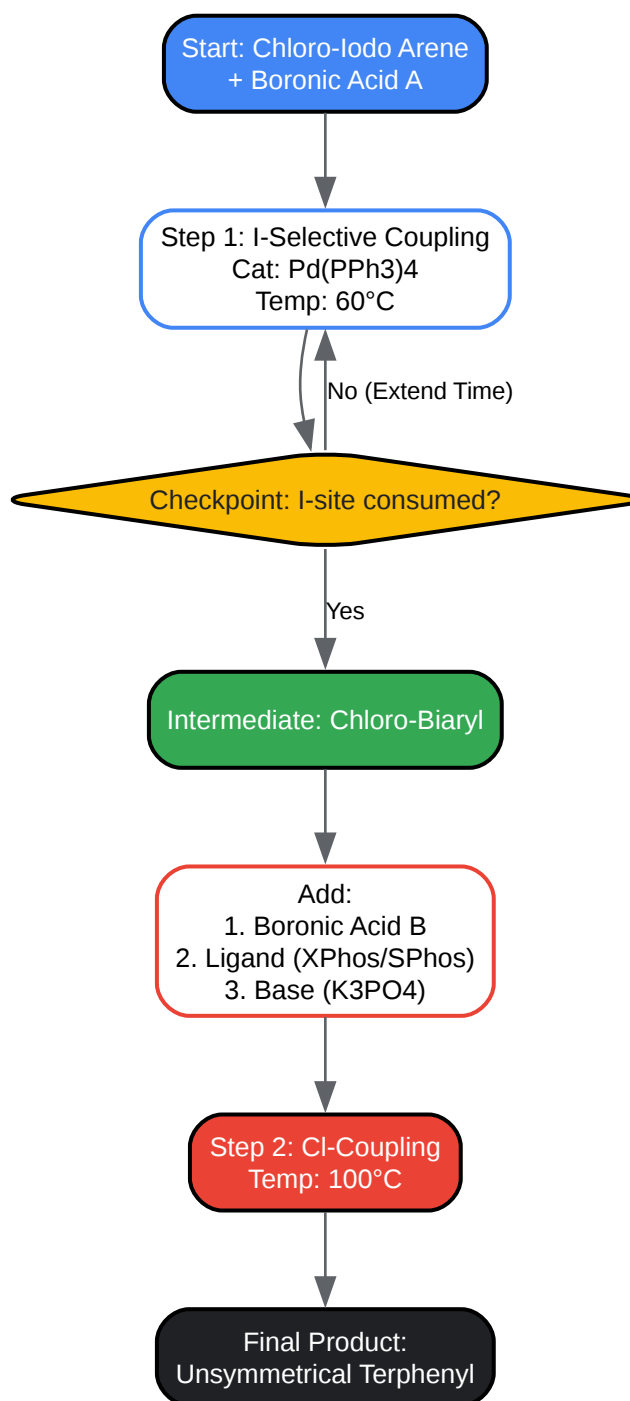 Start: Chloro-Iodo Arene
+ Boronic Acid A
Step 1: I-Selective Coupling
Cat: Pd(PPh3)4
Temp: 60°C
No (Extend Time)
Checkpoint: I-site consumed?
Yes
Intermediate: Chloro-Biaryl
Add:
1. Boronic Acid B
2. Ligand (XPhos/SPhos)
3. Base (K3PO4)
Step 2: Cl-Coupling
Temp: 100°C
Final Product:
Unsymmetrical Terphenyl